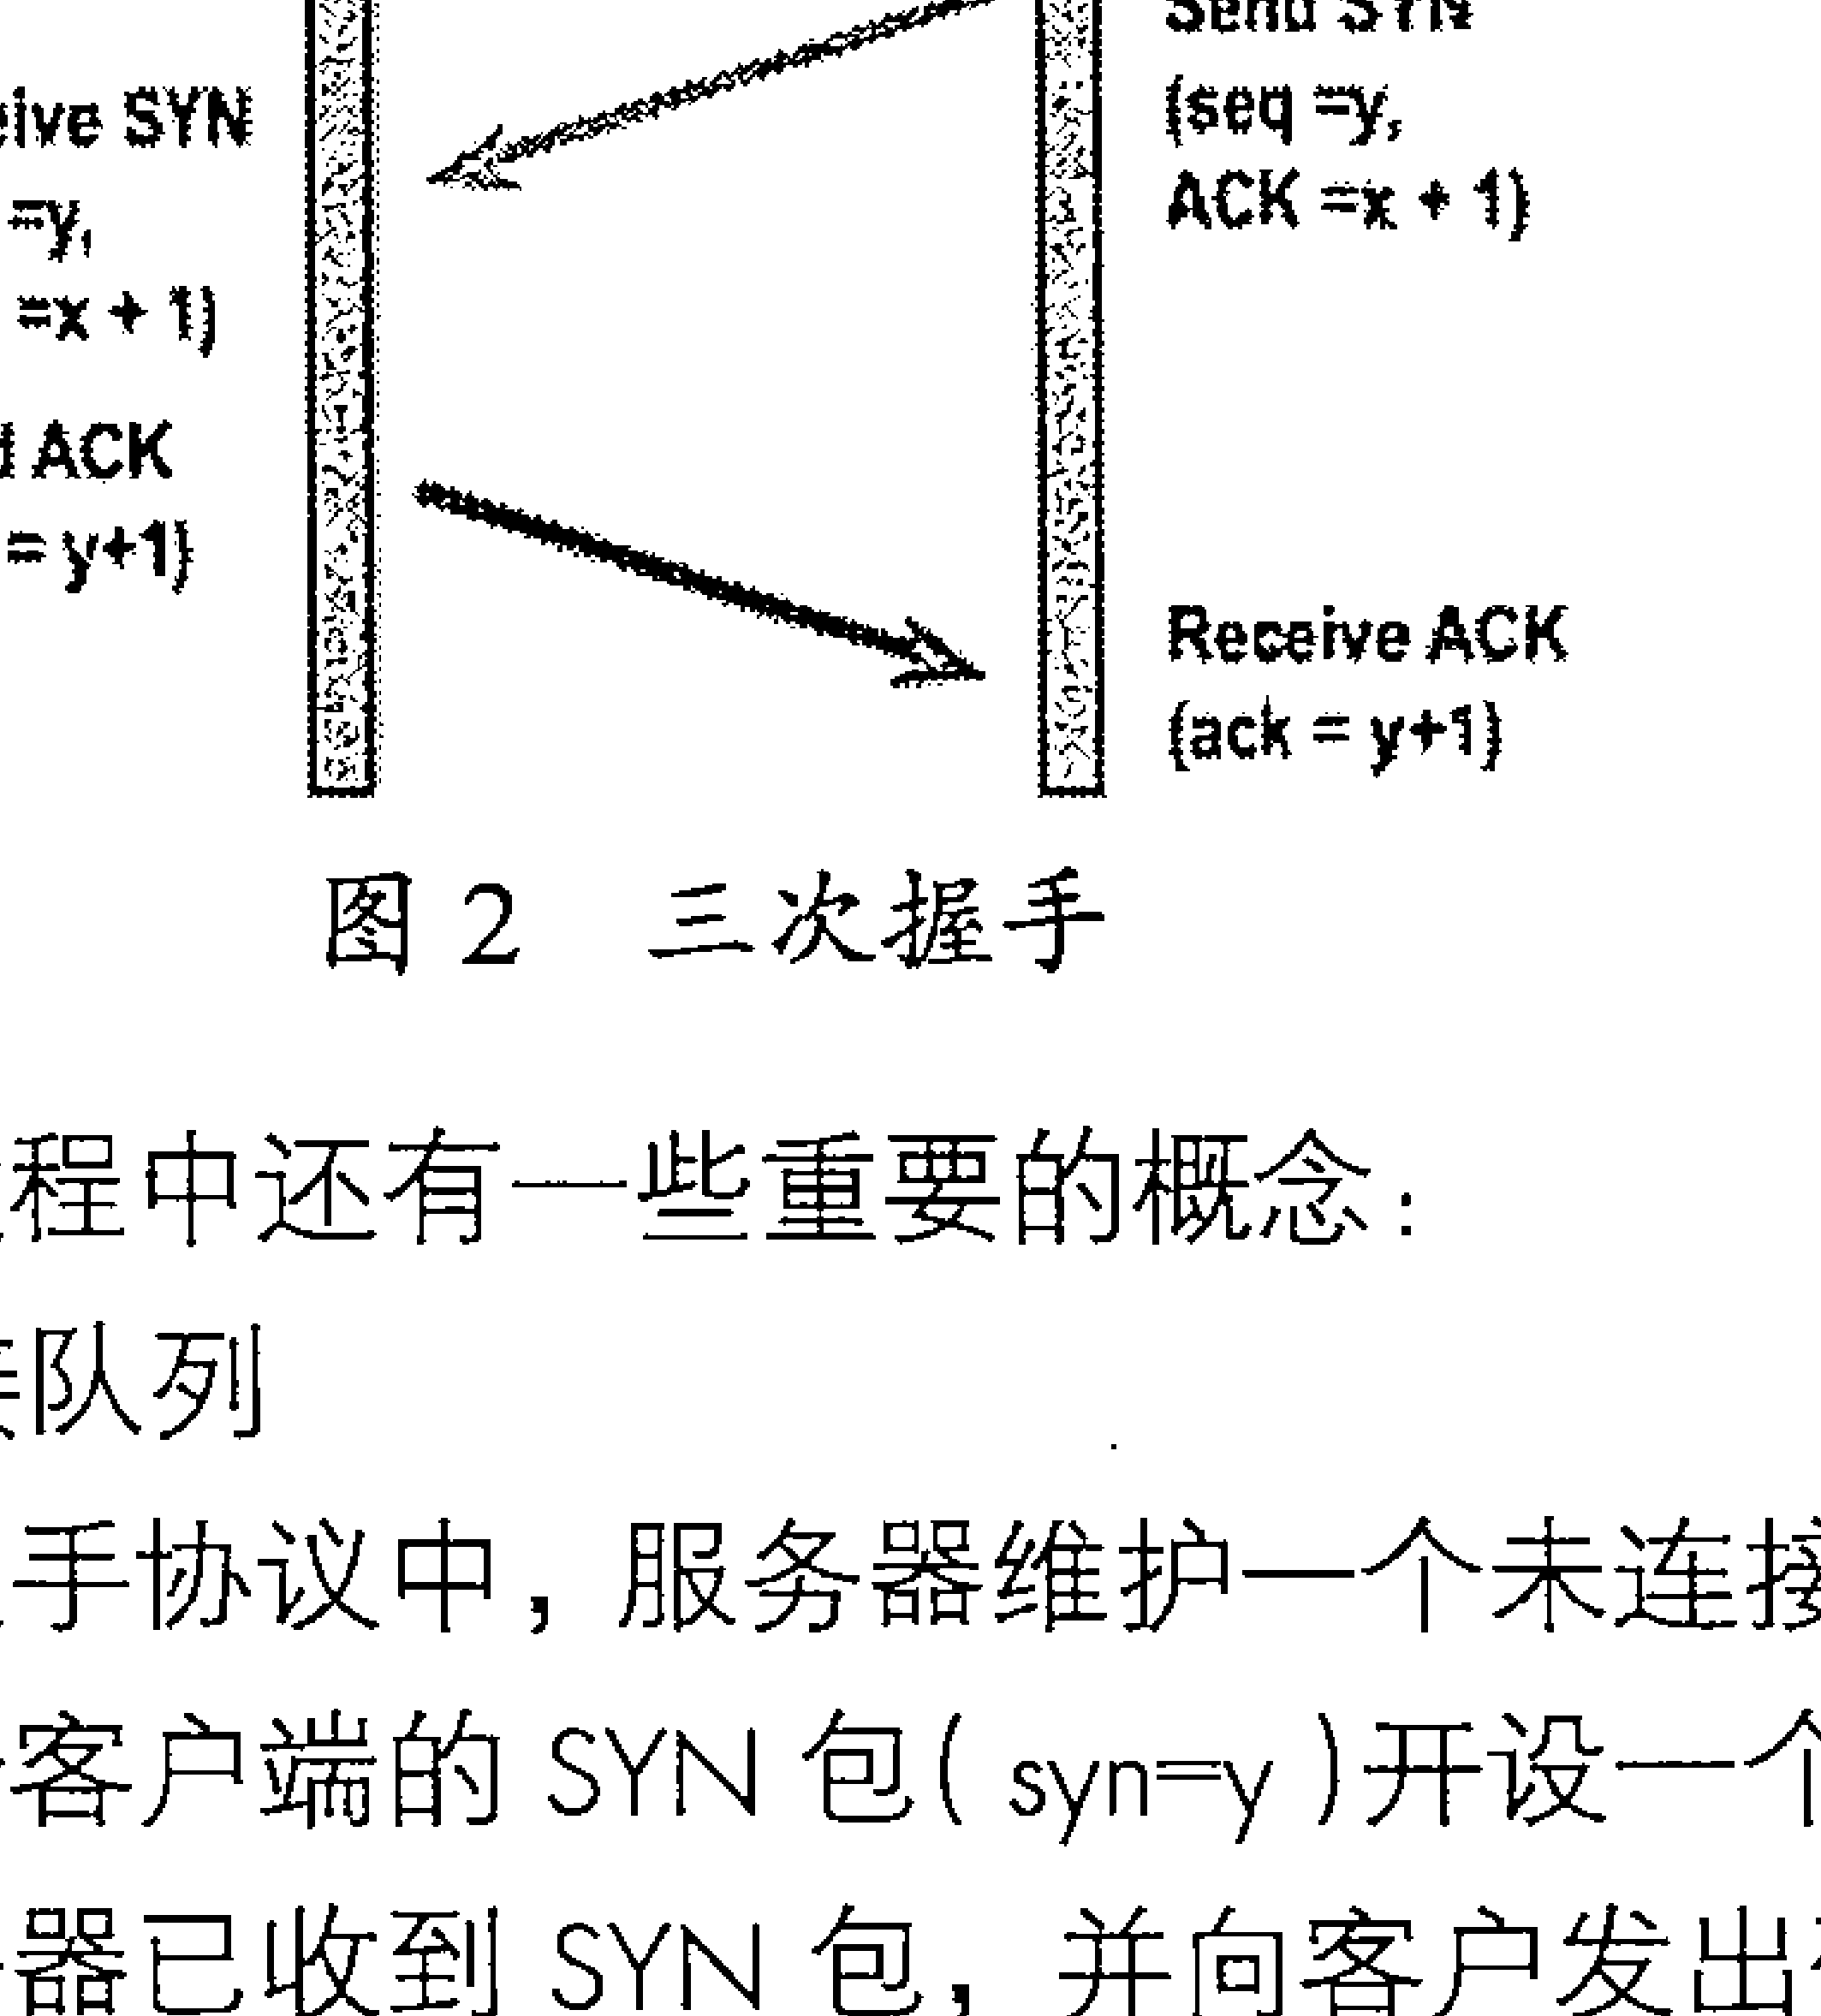 Send SYN
eive SYN
(seq =y,
=y,
ACK =x + 1)
=x + 1)
ACK
= y+1)
Receive ACK
(ack = y+1)
图 2 三次握手
程中还有一些重要的概念：
队列
手协议中，服务器维护一个未连接
客户端的 SYN 包( syn=y )开设一个
器已收到 SYN 包，并向客户发出